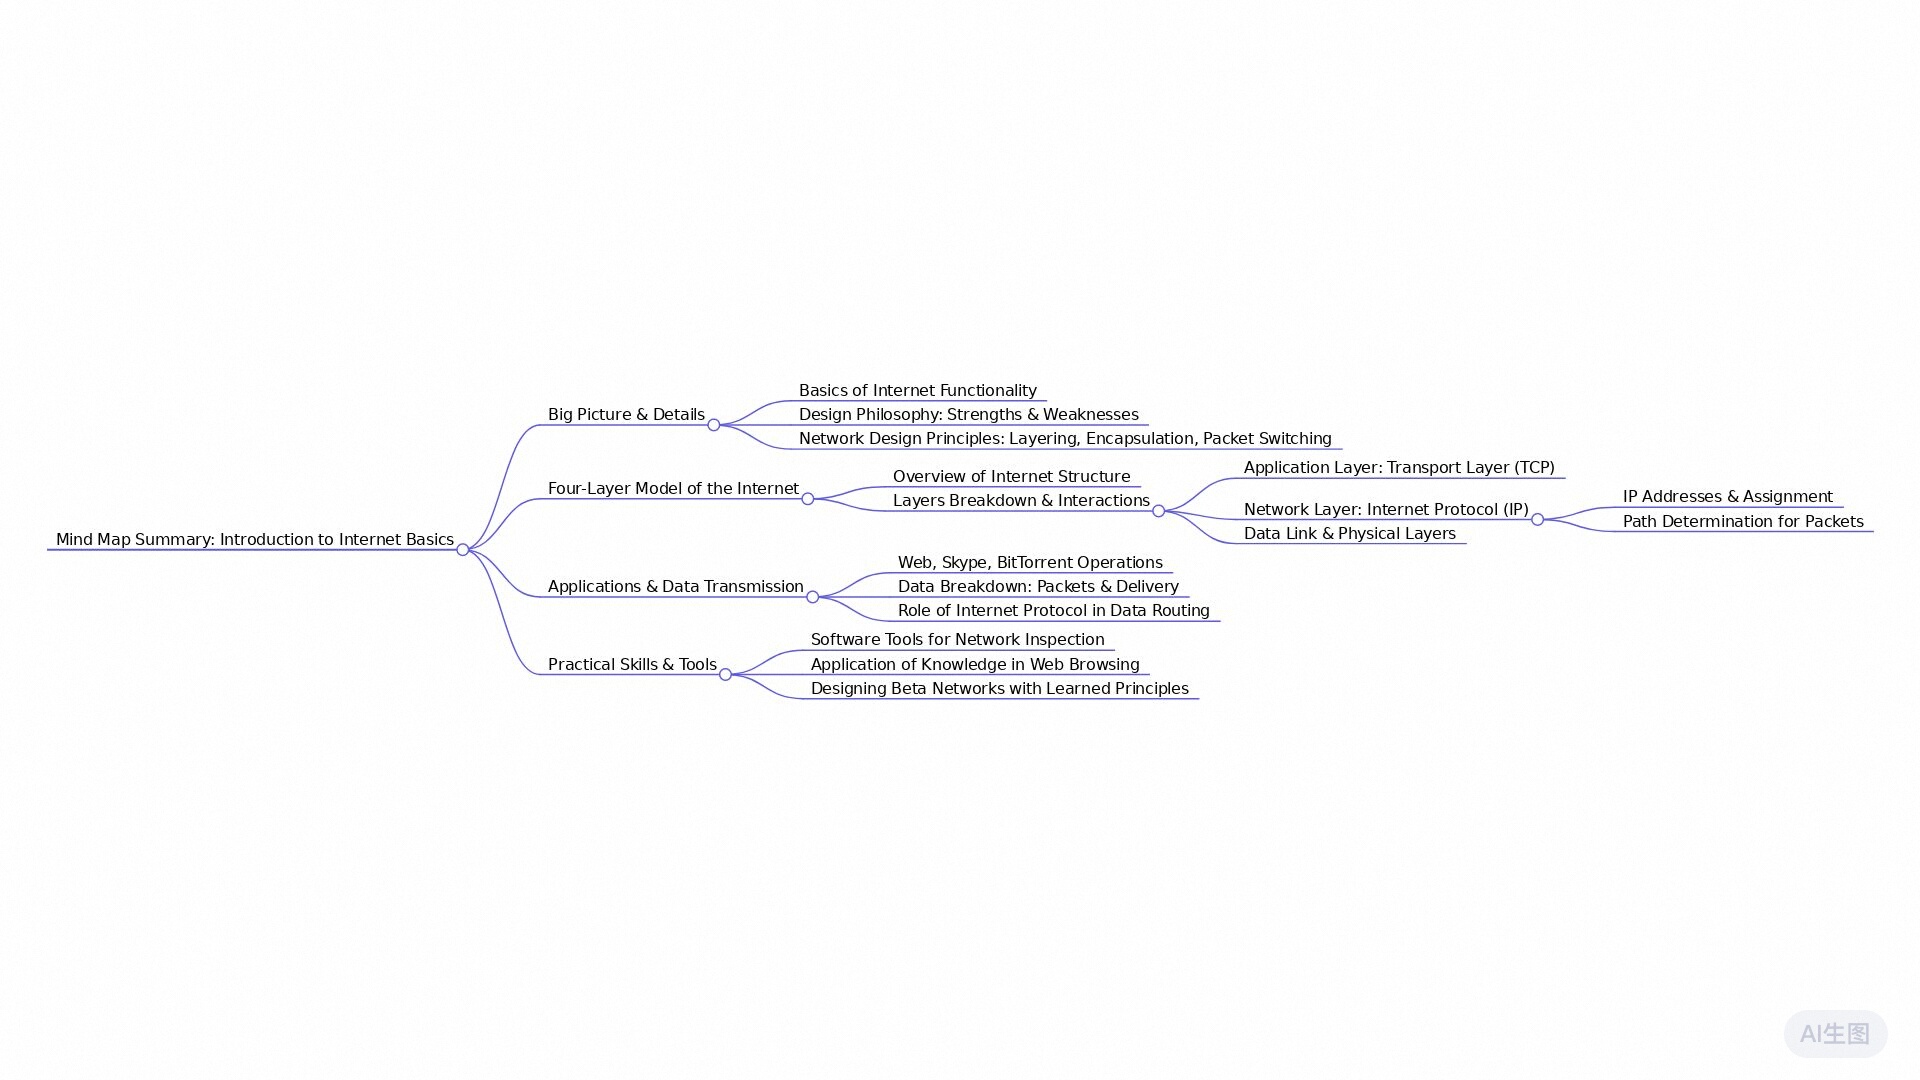 Mind Map Summary: Introduction to Internet Basics
Big Picture & Details
Basics of Internet Functionality
Design Philosophy: Strengths & Weaknesses
Network Design Principles: Layering, Encapsulation, Packet Switching
Four-Layer Model of the Internet
Overview of Internet Structure
Layers Breakdown & Interactions
Application Layer: Transport Layer (TCP)
Network Layer: Internet Protocol (IP)
IP Addresses & Assignment
Path Determination for Packets
Data Link & Physical Layers
Applications & Data Transmission
Web, Skype, BitTorrent Operations
Data Breakdown: Packets & Delivery
Role of Internet Protocol in Data Routing
Practical Skills & Tools
Software Tools for Network Inspection
Application of Knowledge in Web Browsing
Designing Beta Networks with Learned Principles
AI生图